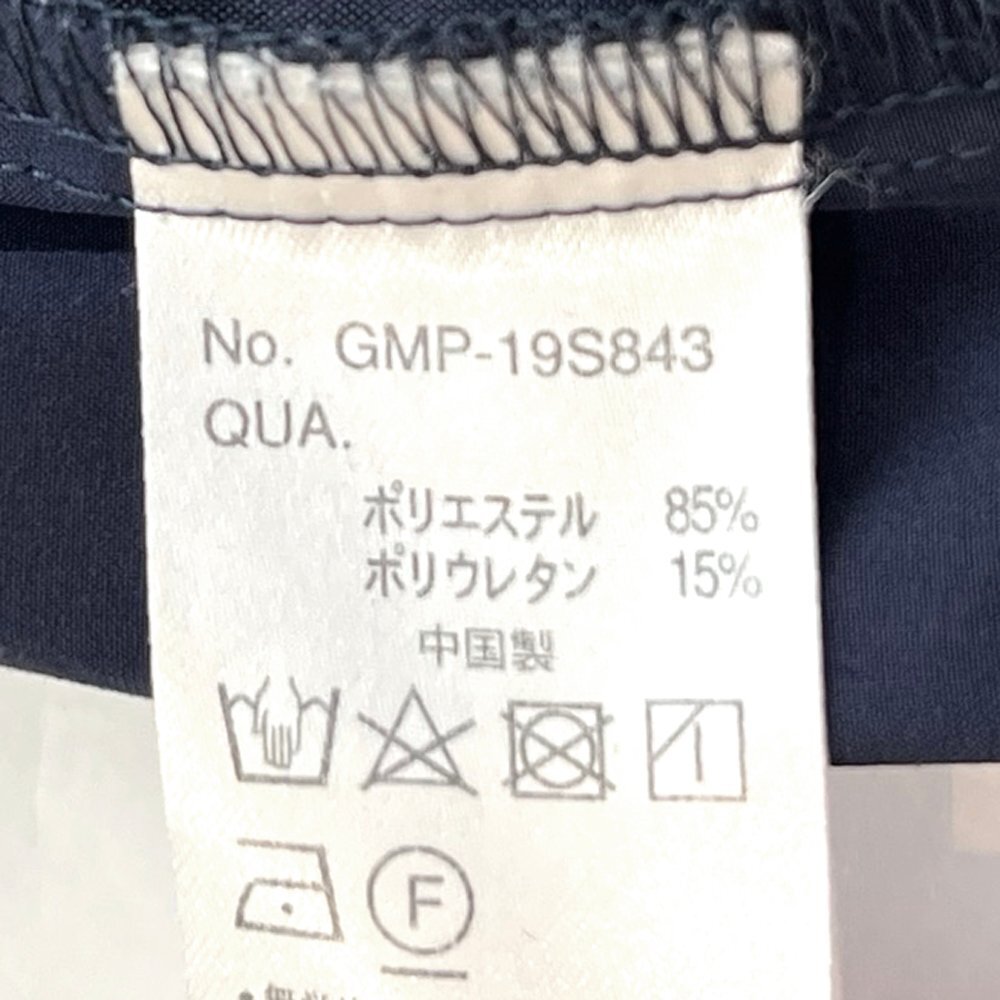 No. GMP-19S843
QUA.
ポリエステル 85%
ポリウレタン 15%
中国製
F